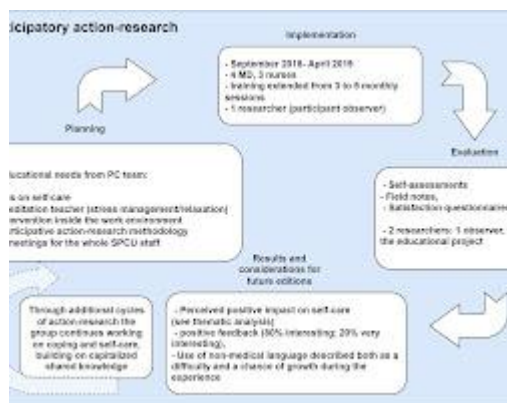 icipatory action-research
Implementation
- September 2018- April 2019
- 4 MD, 3 nurses
- training extended from 3 to 6 monthly
sessions
- 1 researcher (participant observer)
Planning
ducational needs from PC team:
s on self-care
editation teacher (stress management/relaxation)
ervention inside the work environment
articipative action-research methodology
meetings for the whole SPCU staff
Evaluation
- Self-assessments
- Field notes,
- Satisfaction questionnaire
- 2 researchers: 1 observer,
the educational project
Results and
considerations for
future editions
- Perceived positive impact on self-care
(see thematic analysis)
- positive feedback (80% interesting; 20% very
interesting),
- Use of non-medical language described both as a
difficulty and a chance of growth during the
experience
Through additional cycles
of action-research the
group continues working
on coping and self-care,
building on capitalized
shared knowledge